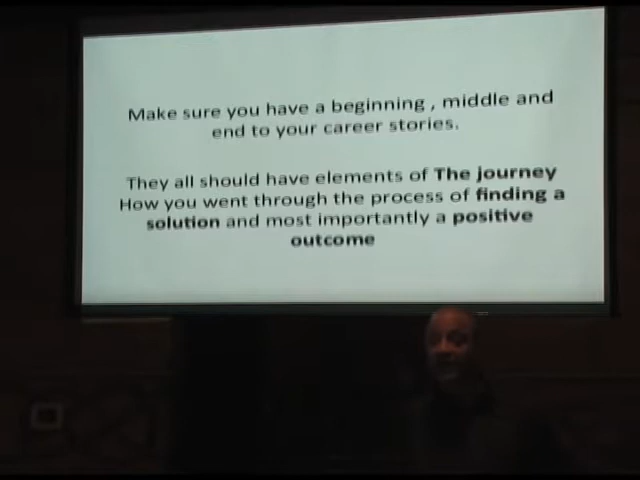 Make sure you have a beginning , middle and
end to your career stories.
They all should have elements of The journey
How you went through the process of finding a
solution and most importantly a positive
outcome